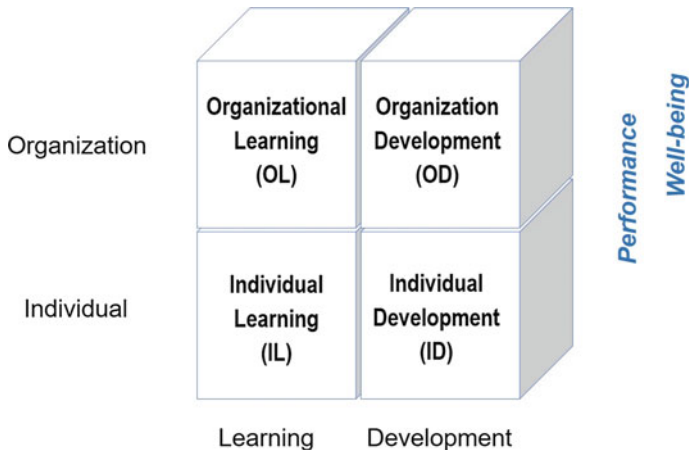 Organizational
Learning
(OL)
Organization
Development
(OD)
Organization
Individual
Learning
(IL)
Individual
Development
(ID)
Individual
Learning
Development
Performance
Well-being